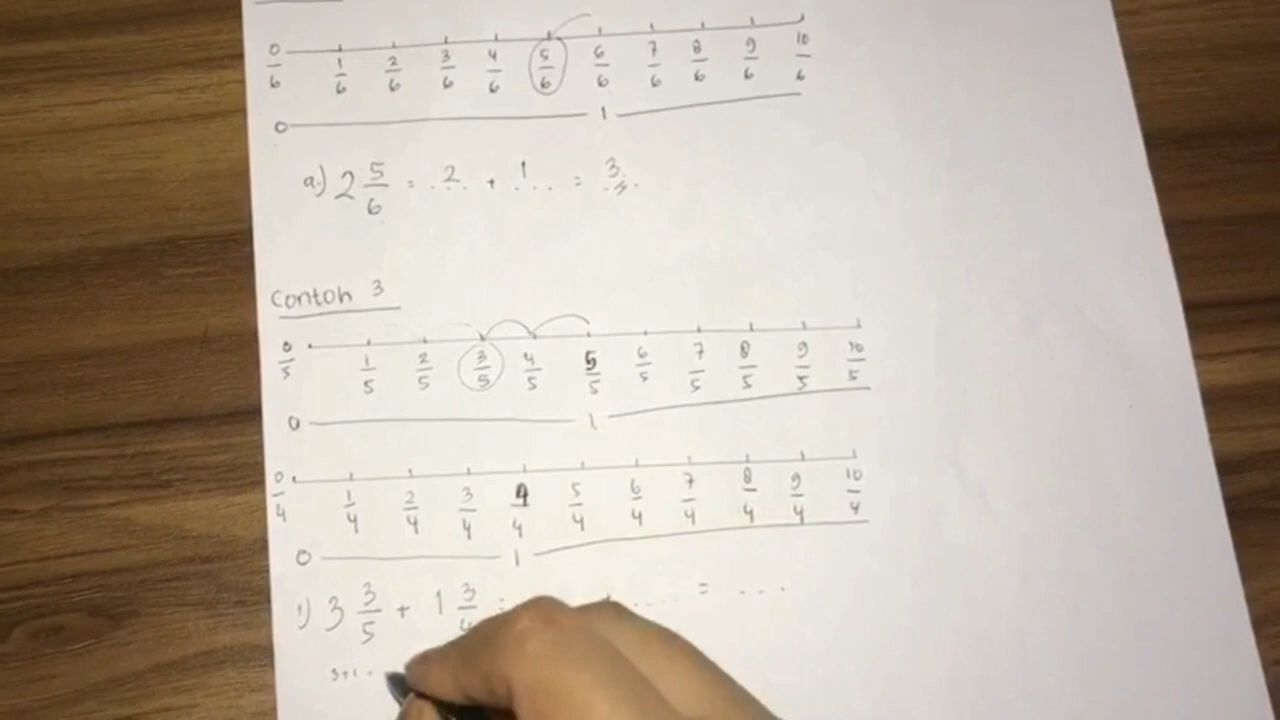 0/6 1/6 2/6 3/6 4/6 5/6 6/6 7/6 8/6 9/6 10/6
0 1
a.) 2 5/6 = ..2.. + ..1.. = ..3..
Contoh 3
0/5 1/5 2/5 3/5 4/5 5/5 6/5 7/5 8/5 9/5 10/5
0 1
0/4 1/4 2/4 3/4 4/4 5/4 6/4 7/4 8/4 9/4 10/4
0 1
1) 3 3/5 + 1 3/4 = .... = ....
3+1 =